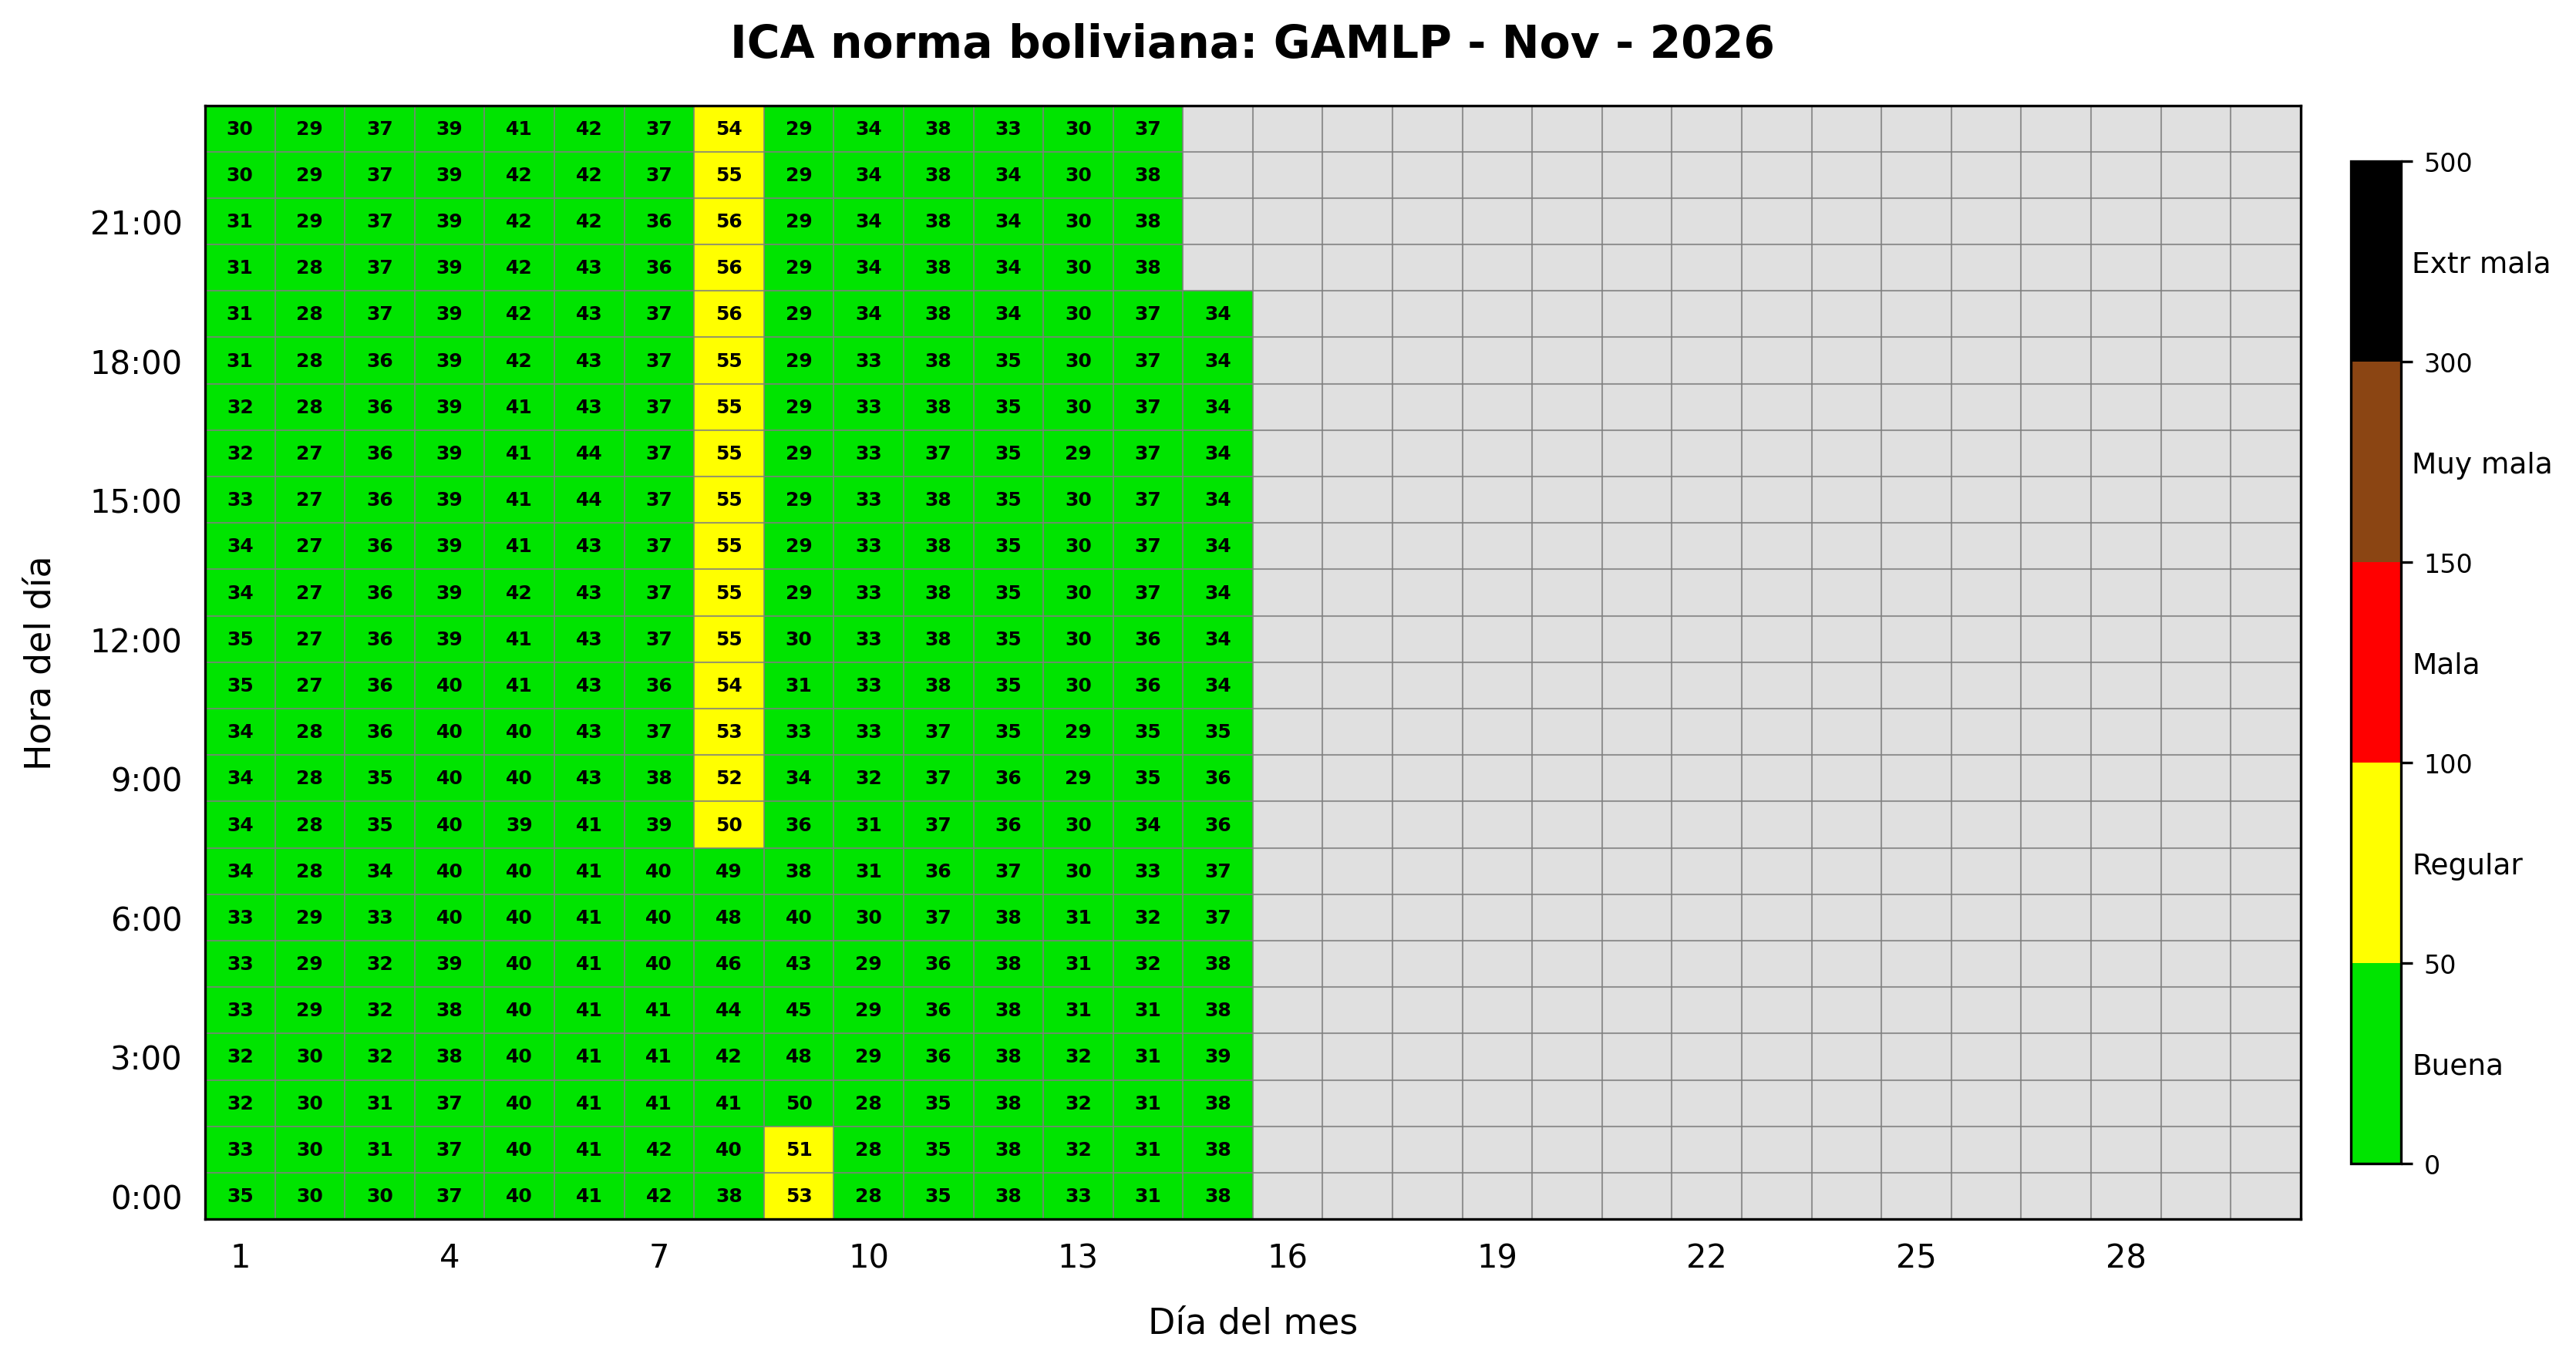 ICA norma boliviana: GAMLP - Nov - 2026
30 29 37 39 41 42 37 54 29 34 38 33 30 37
30 29 37 39 42 42 37 55 29 34 38 34 30 38
21:00 31 29 37 39 42 42 36 56 29 34 38 34 30 38
31 28 37 39 42 43 36 56 29 34 38 34 30 38
31 28 37 39 42 43 37 56 29 34 38 34 30 37 34
18:00 31 28 36 39 42 43 37 55 29 33 38 35 30 37 34
32 28 36 39 41 43 37 55 29 33 38 35 30 37 34
32 27 36 39 41 44 37 55 29 33 37 35 29 37 34
15:00 33 27 36 39 41 44 37 55 29 33 38 35 30 37 34
34 27 36 39 41 43 37 55 29 33 38 35 30 37 34
34 27 36 39 42 43 37 55 29 33 38 35 30 37 34
12:00 35 27 36 39 41 43 37 55 30 33 38 35 30 36 34
35 27 36 40 41 43 36 54 31 33 38 35 30 36 34
34 28 36 40 40 43 37 53 33 33 37 35 29 35 35
9:00 34 28 35 40 40 43 38 52 34 32 37 36 29 35 36
34 28 35 40 39 41 39 50 36 31 37 36 30 34 36
34 28 34 40 40 41 40 49 38 31 36 37 30 33 37
6:00 33 29 33 40 40 41 40 48 40 30 37 38 31 32 37
33 29 32 39 40 41 40 46 43 29 36 38 31 32 38
33 29 32 38 40 41 41 44 45 29 36 38 31 31 38
3:00 32 30 32 38 40 41 41 42 48 29 36 38 32 31 39
32 30 31 37 40 41 41 41 50 28 35 38 32 31 38
33 30 31 37 40 41 42 40 51 28 35 38 32 31 38
0:00 35 30 30 37 40 41 42 38 53 28 35 38 33 31 38
1 4 7 10 13 16 19 22 25 28
Día del mes
Hora del día
500
Extr mala
300
Muy mala
150
Mala
100
Regular
50
Buena
0